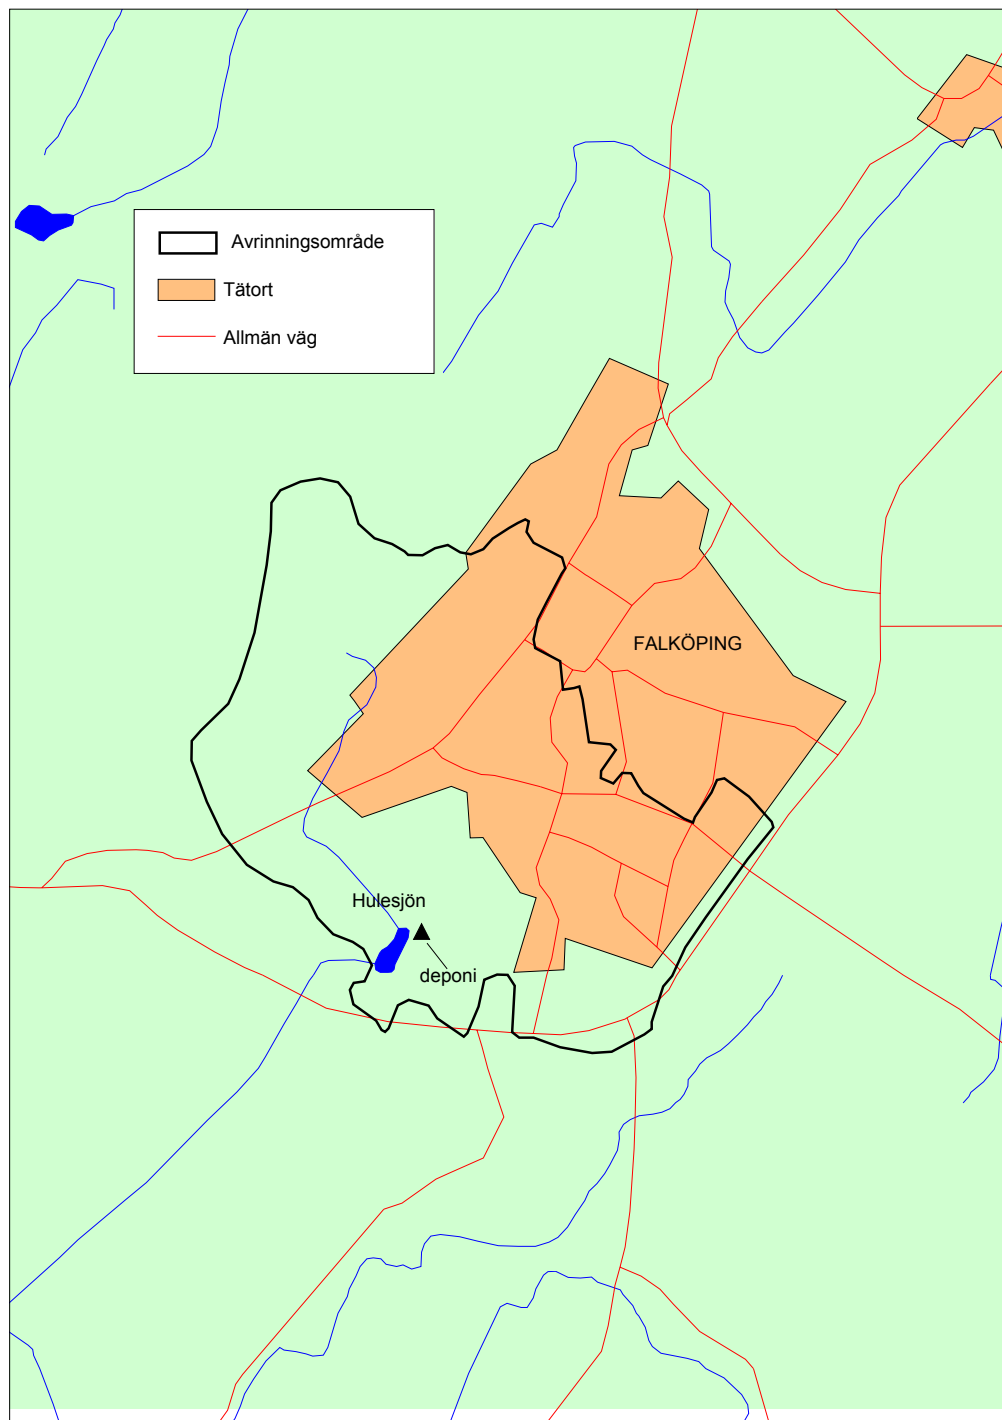 Avrinningsområde
Tätort
Allmän väg
FALKÖPING
Hulesjön
deponi